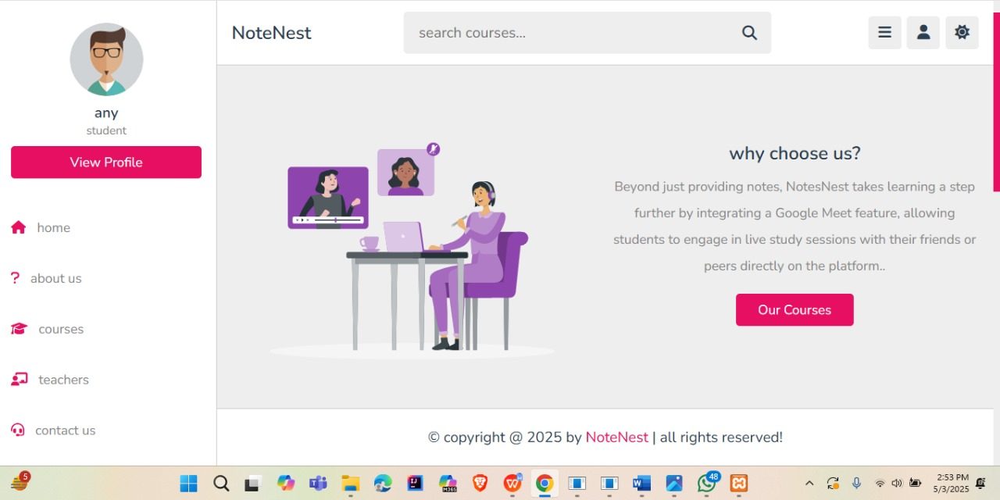 NoteNest
search courses...
any
student
View Profile
home
about us
courses
teachers
contact us
why choose us?
Beyond just providing notes, NotesNest takes learning a step
further by integrating a Google Meet feature, allowing
students to engage in live study sessions with their friends or
peers directly on the platform..
Our Courses
© copyright @ 2025 by NoteNest | all rights reserved!
5
M365
48
2:53 PM
5/3/2025